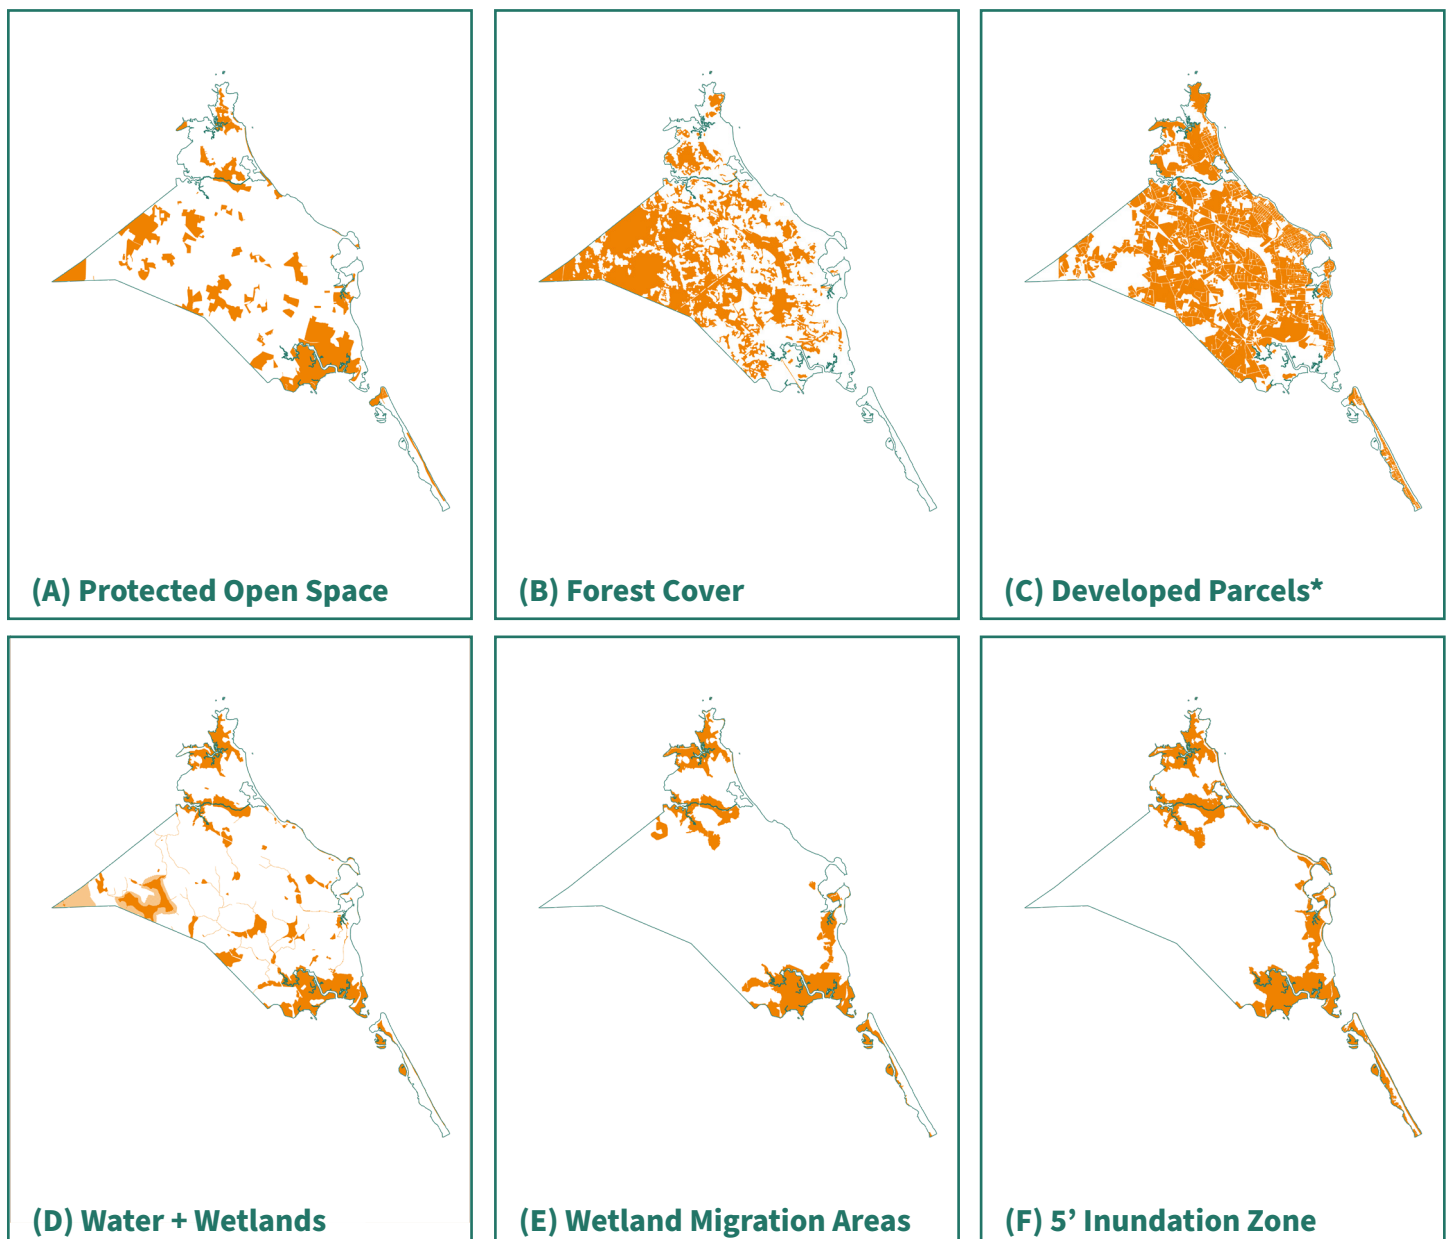 (A) Protected Open Space
(B) Forest Cover
(C) Developed Parcels*
(D) Water + Wetlands
(E) Wetland Migration Areas
(F) 5’ Inundation Zone